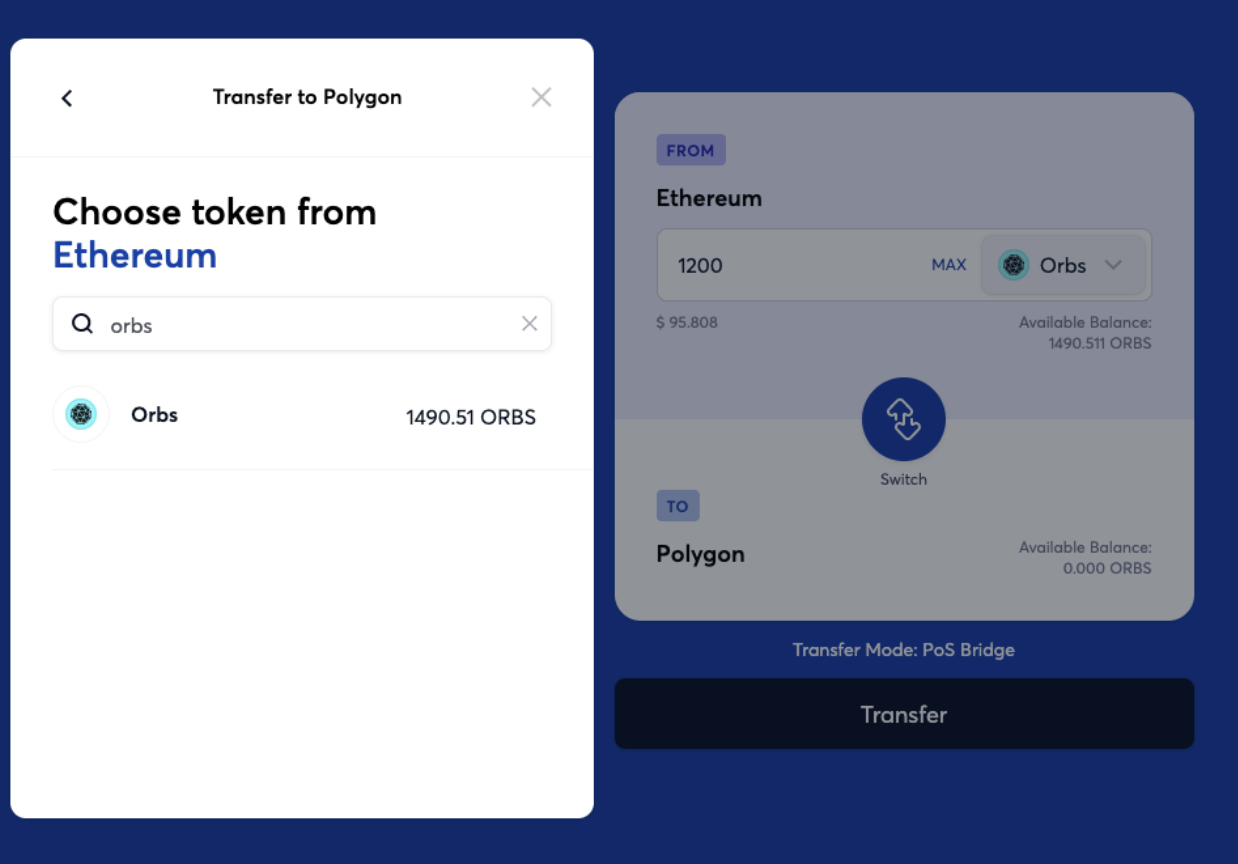 Transfer to Polygon
Choose token from
Ethereum
orbs
Orbs 1490.51 ORBS
FROM
Ethereum
1200 MAX Orbs
$ 95.808 Available Balance:
1490.511 ORBS
Switch
TO
Polygon Available Balance:
0.000 ORBS
Transfer Mode: PoS Bridge
Transfer